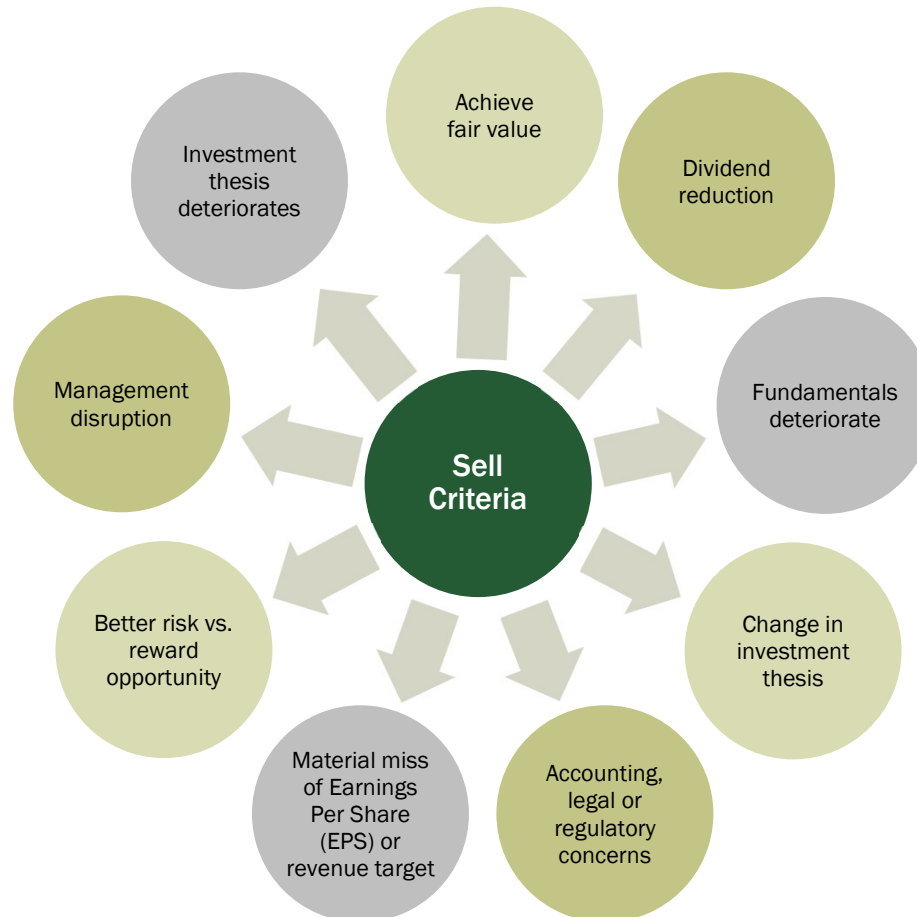 Achieve
fair value
Dividend
reduction
Fundamentals
deteriorate
Change in
investment
thesis
Accounting,
legal or
regulatory
concerns
Material miss
of Earnings
Per Share
(EPS) or
revenue target
Better risk vs.
reward
opportunity
Management
disruption
Investment
thesis
deteriorates
Sell
Criteria